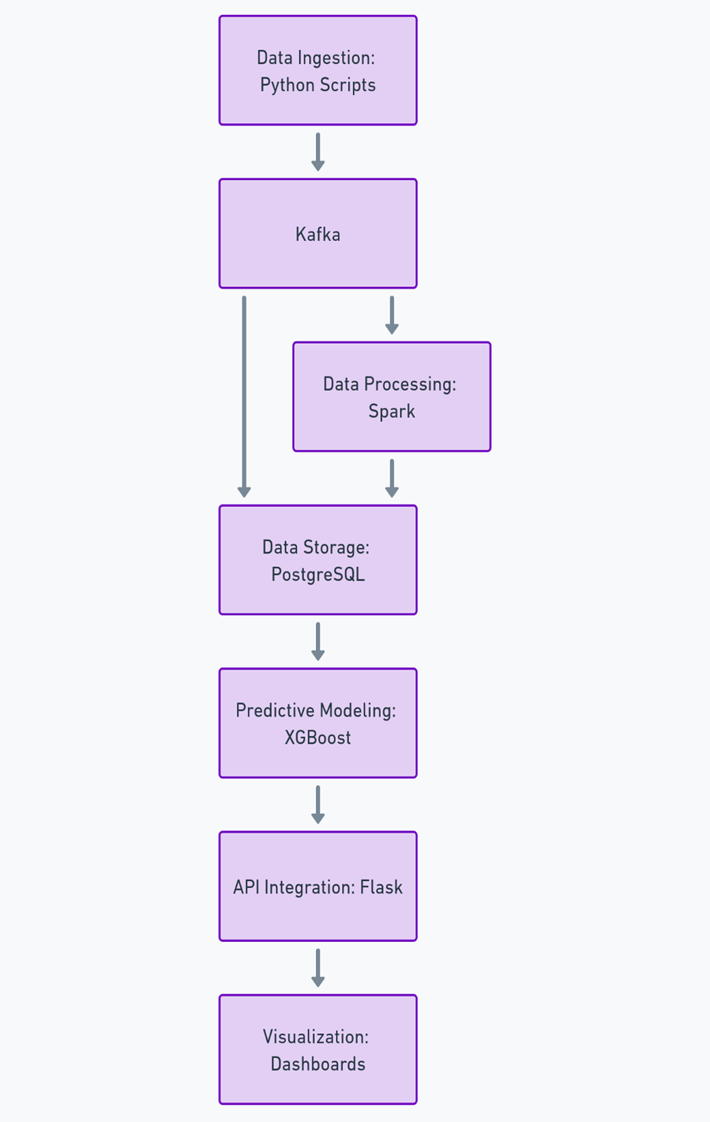 Data Ingestion:
Python Scripts
Kafka
Data Processing:
Spark
Data Storage:
PostgreSQL
Predictive Modeling:
XGBoost
API Integration: Flask
Visualization:
Dashboards